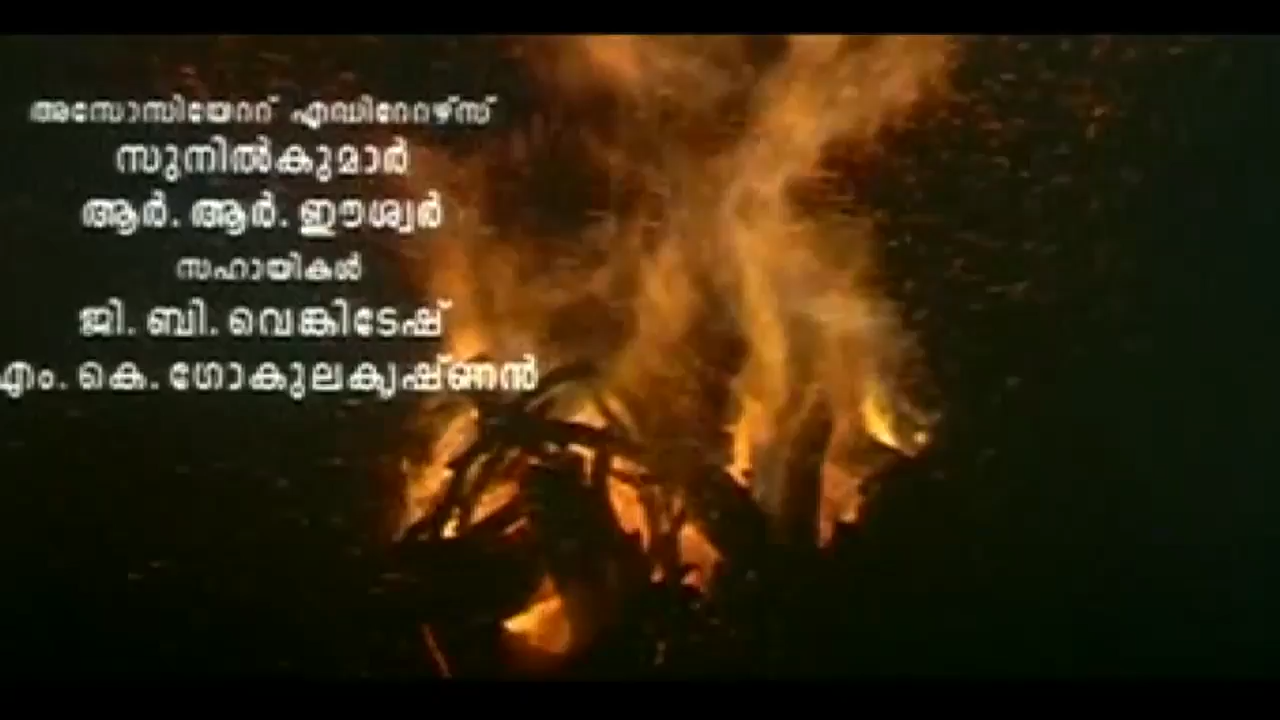 അസോസിയേററ് എഡിറേറഴ്സ്
സുനിൽകുമാർ
ആർ. ആർ. ഈശ്വർ
സഹായികൾ
ജി. ബി. വെങ്കിടേഷ്
എം. കെ. ഗോകുലകൃഷ്ണൻ